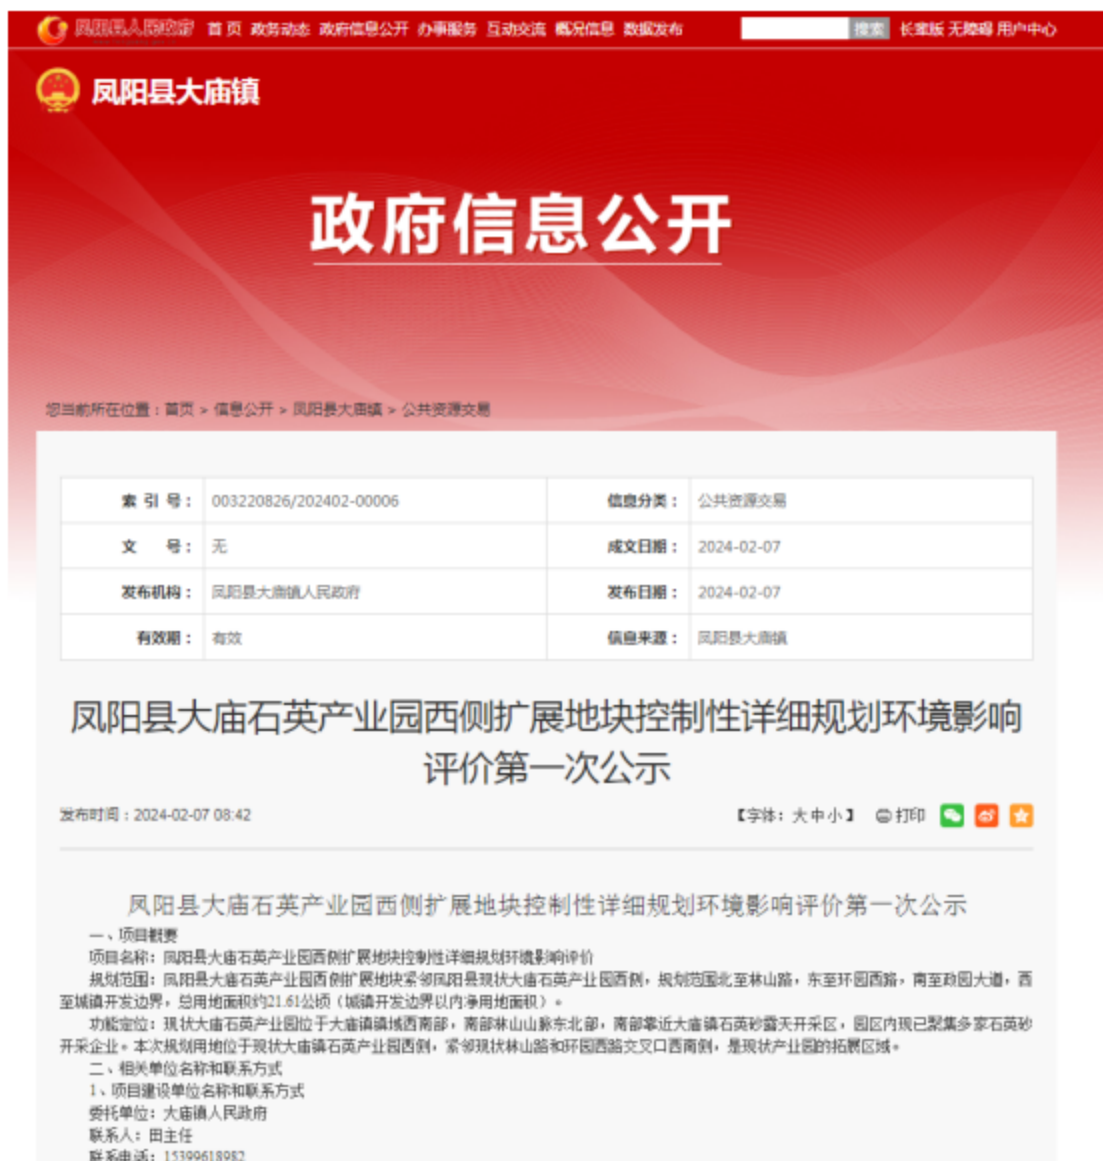 凤阳县人民政府 首页 政务动态 政府信息公开 办事服务 互动交流 概况信息 数据发布 搜索 长辈版 无障碍 用户中心
凤阳县大庙镇
政府信息公开
您当前所在位置：首页 > 信息公开 > 凤阳县大庙镇 > 公共资源交易
索 引 号： 003220826/202402-00006 信息分类： 公共资源交易
文 号： 无 成文日期： 2024-02-07
发布机构： 凤阳县大庙镇人民政府 发布日期： 2024-02-07
有效期： 有效 信息来源： 凤阳县大庙镇
凤阳县大庙石英产业园西侧扩展地块控制性详细规划环境影响
评价第一次公示
发布时间：2024-02-07 08:42 【字体：大 中 小】 打印
凤阳县大庙石英产业园西侧扩展地块控制性详细规划环境影响评价第一次公示
一、项目概要
项目名称：凤阳县大庙石英产业园西侧扩展地块控制性详细规划环境影响评价
规划范围：凤阳县大庙石英产业园西侧扩展地块紧邻凤阳县现状大庙石英产业园西侧，规划范围北至林山路，东至环园西路，南至政园大道，西
至城镇开发边界，总用地面积约21.61公顷（城镇开发边界以内净用地面积）。
功能定位：现状大庙石英产业园位于大庙镇镇域西南部，南部林山山脉东北部，南部靠近大庙镇石英砂露天开采区，园区内现已聚集多家石英砂
开采企业。本次规划用地位于现状大庙镇石英产业园西侧，紧邻现状林山路和环园西路交叉口西南侧，是现状产业园的拓展区域。
二、相关单位名称和联系方式
1、项目建设单位名称和联系方式
委托单位：大庙镇人民政府
联系人：田主任
联系电话：15399618982